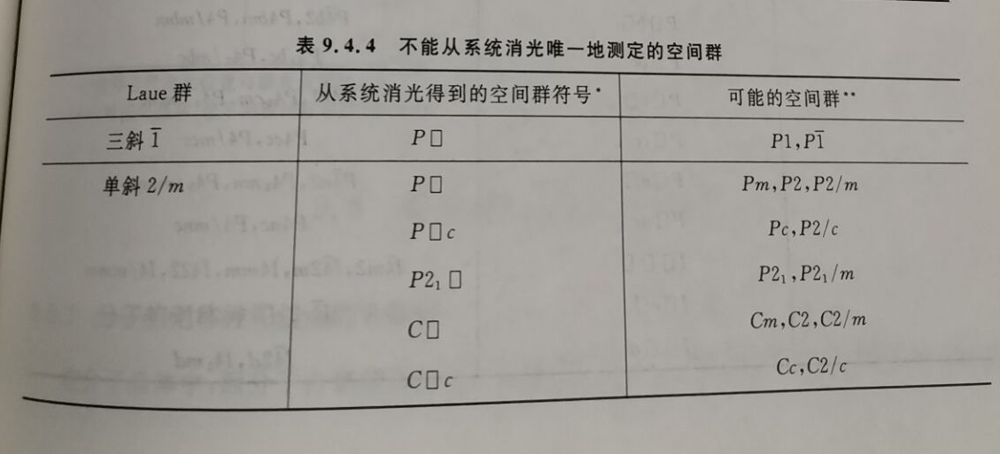 表 9.4.4 不能从系统消光唯一地测定的空间群
Laue 群 从系统消光得到的空间群符号* 可能的空间群**
三斜 1̅ P□ P1,P1̅
单斜 2/m P□ Pm,P2,P2/m
P□c Pc,P2/c
P2₁□ P2₁,P2₁/m
C□ Cm,C2,C2/m
C□c Cc,C2/c